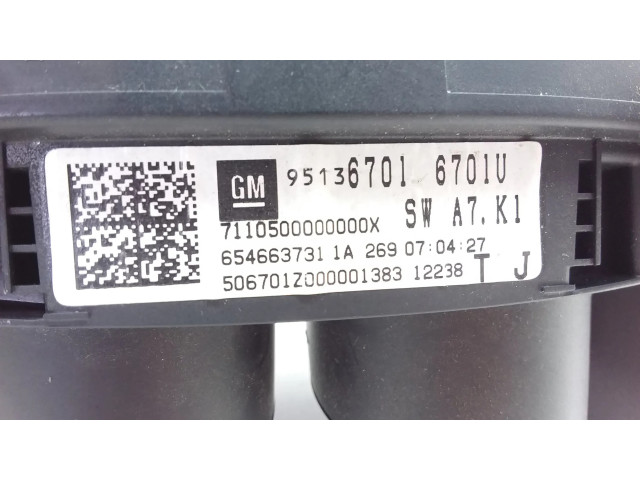 GM 95136701 6701U
7110500000000X SW A7.K1
654663731 1A 269 07:04:27
506701Z000001383 12238 T J